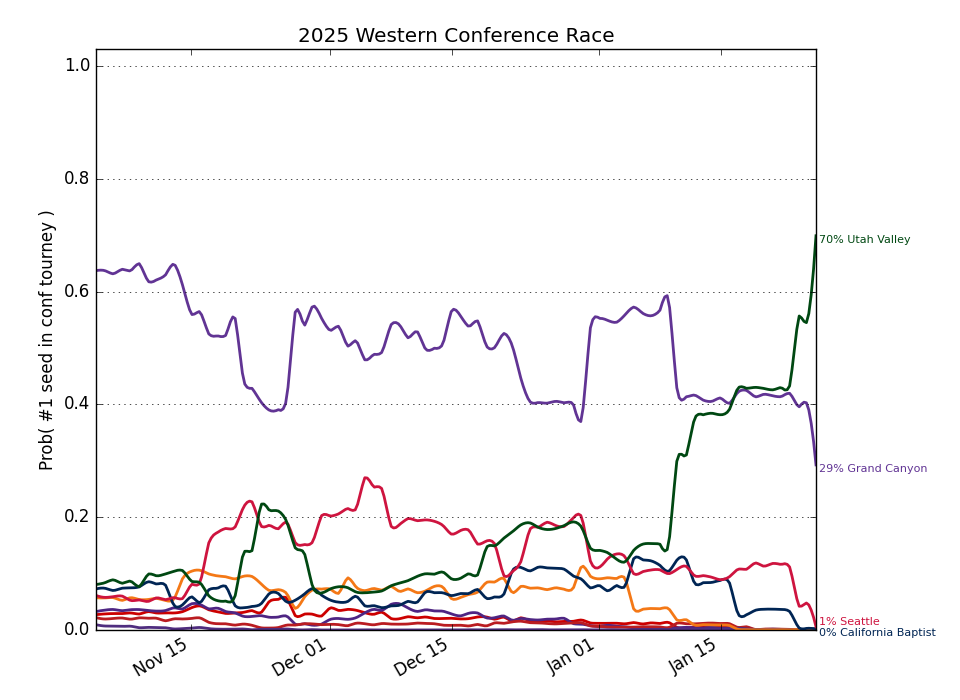 2025 Western Conference Race
Prob( #1 seed in conf tourney )
1.0
0.8
0.6
0.4
0.2
0.0
Nov 15
Dec 01
Dec 15
Jan 01
Jan 15
70% Utah Valley
29% Grand Canyon
1% Seattle
0% California Baptist